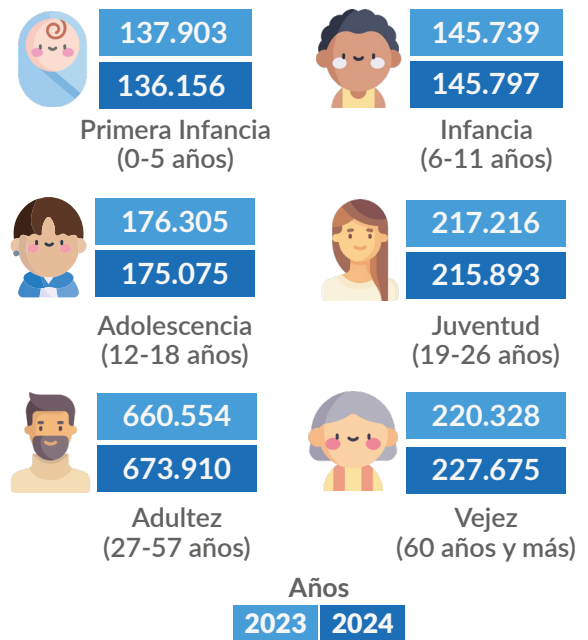 137.903
136.156
Primera Infancia
(0-5 años)
145.739
145.797
Infancia
(6-11 años)
176.305
175.075
Adolescencia
(12-18 años)
217.216
215.893
Juventud
(19-26 años)
660.554
673.910
Adultez
(27-57 años)
220.328
227.675
Vejez
(60 años y más)
Años
2023 2024